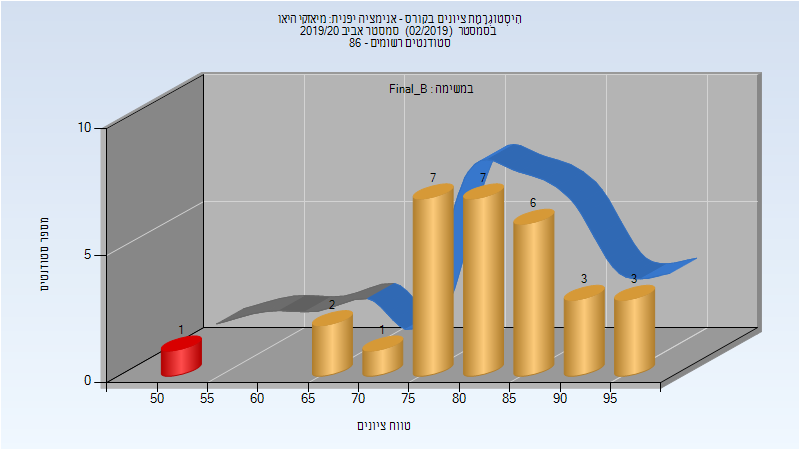 הִיסְטוֹגְרָמַת ציונים בקורס - אנימציה יפנית: מיאזקי היאו
בסמסטר (02/2019) סמסטר אביב 2019/20
סטודנטים רשומים - 86
במשימה : Final_B
מספר סטודנטים
10
5
0
1
2
1
7
7
6
3
3
50 55 60 65 70 75 80 85 90 95
טווח ציונים